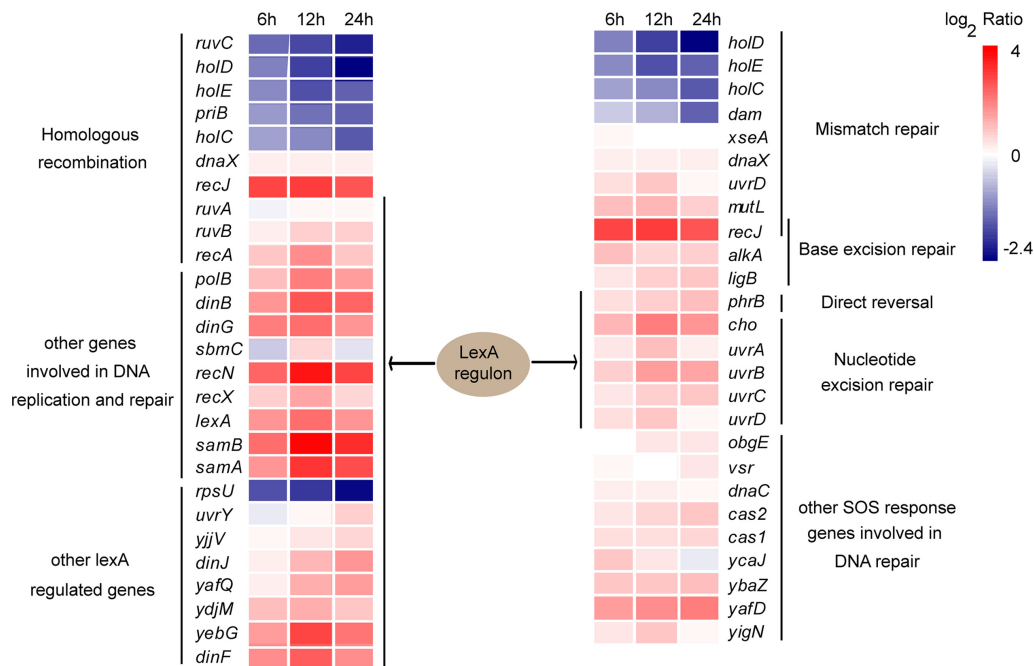 6h 12h 24h
ruvC
holD
holE
priB
holC
dnaX
recJ
ruvA
ruvB
recA
polB
dinB
dinG
sbmC
recN
recX
lexA
samB
samA
rpsU
uvrY
yjjV
dinJ
yafQ
ydjM
yebG
dinF
Homologous
recombination
other genes
involved in DNA
replication and repair
other lexA
regulated genes
LexA
regulon
6h 12h 24h
holD
holE
holC
dam
xseA
dnaX
uvrD
mutL
recJ
alkA
ligB
phrB
cho
uvrA
uvrB
uvrC
uvrD
obgE
vsr
dnaC
cas2
cas1
ycaJ
ybaZ
yafD
yigN
Mismatch repair
Base excision repair
Direct reversal
Nucleotide
excision repair
other SOS response
genes involved in
DNA repair
log2 Ratio
4
0
-2.4